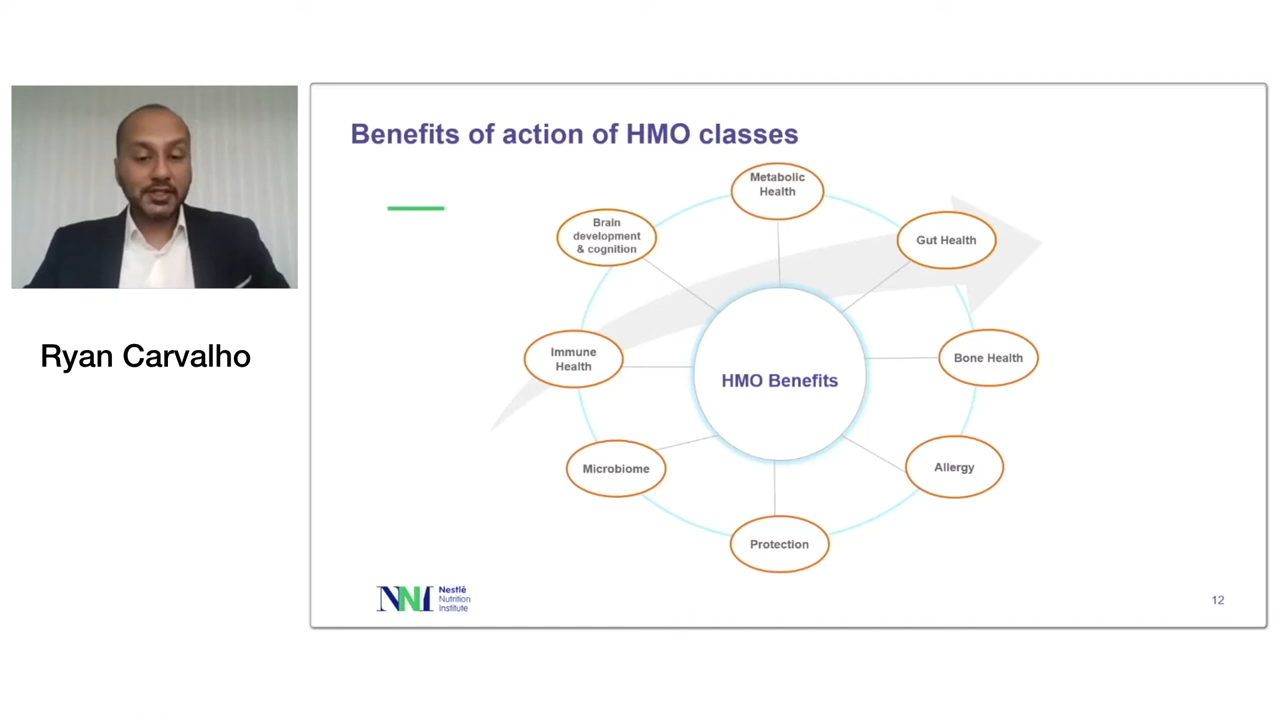 Benefits of action of HMO classes
Metabolic
Health
Brain
development
& cognition
Gut Health
Immune
Health
Bone Health
HMO Benefits
Microbiome
Allergy
Protection
NNI
Nestlé
Nutrition
Institute
12
Ryan Carvalho